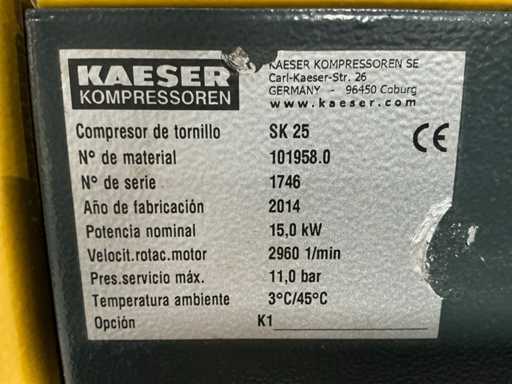 KAESER
KOMPRESSOREN
KAESER KOMPRESSOREN SE
Carl-Kaeser-Str. 26
GERMANY - 96450 Coburg
www.kaeser.com
CE
Compresor de tornillo SK 25
Nº de material 101958.0
Nº de serie 1746
Año de fabricación 2014
Potencia nominal 15,0 kW
Velocit.rotac.motor 2960 1/min
Pres.servicio máx. 11,0 bar
Temperatura ambiente 3°C/45°C
Opción K1